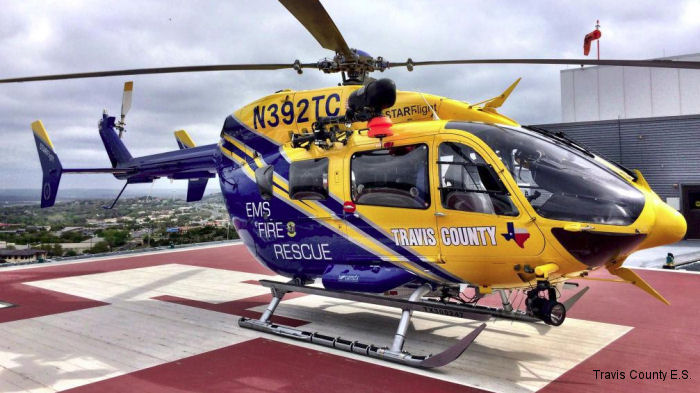 N392TC
STARFlight
EMS
FIRE
RESCUE
TRAVIS COUNTY
Travis County E.S.